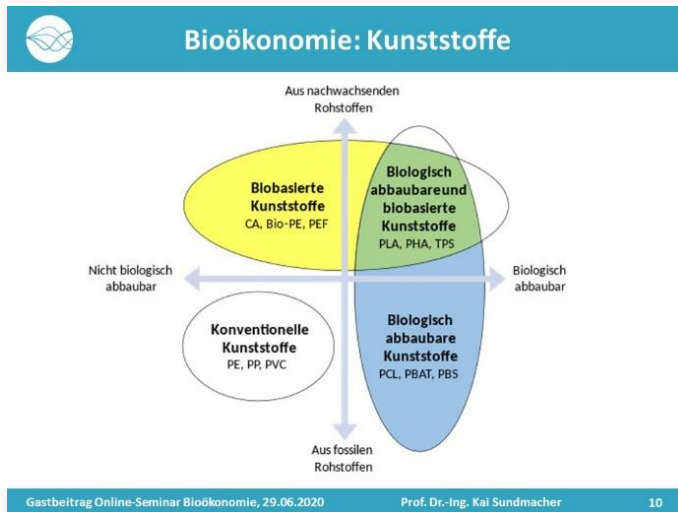 Bioökonomie: Kunststoffe
Aus nachwachsenden
Rohstoffen
Biobasierte
Kunststoffe
CA, Bio-PE, PEF
Biologisch
abbaubareund
biobasierte
Kunststoffe
PLA, PHA, TPS
Nicht biologisch
abbaubar
Biologisch
abbaubar
Konventionelle
Kunststoffe
PE, PP, PVC
Biologisch
abbaubare
Kunststoffe
PCL, PBAT, PBS
Aus fossilen
Rohstoffen
Gastbeitrag Online-Seminar Bioökonomie, 29.06.2020
Prof. Dr.-Ing. Kai Sundmacher
10